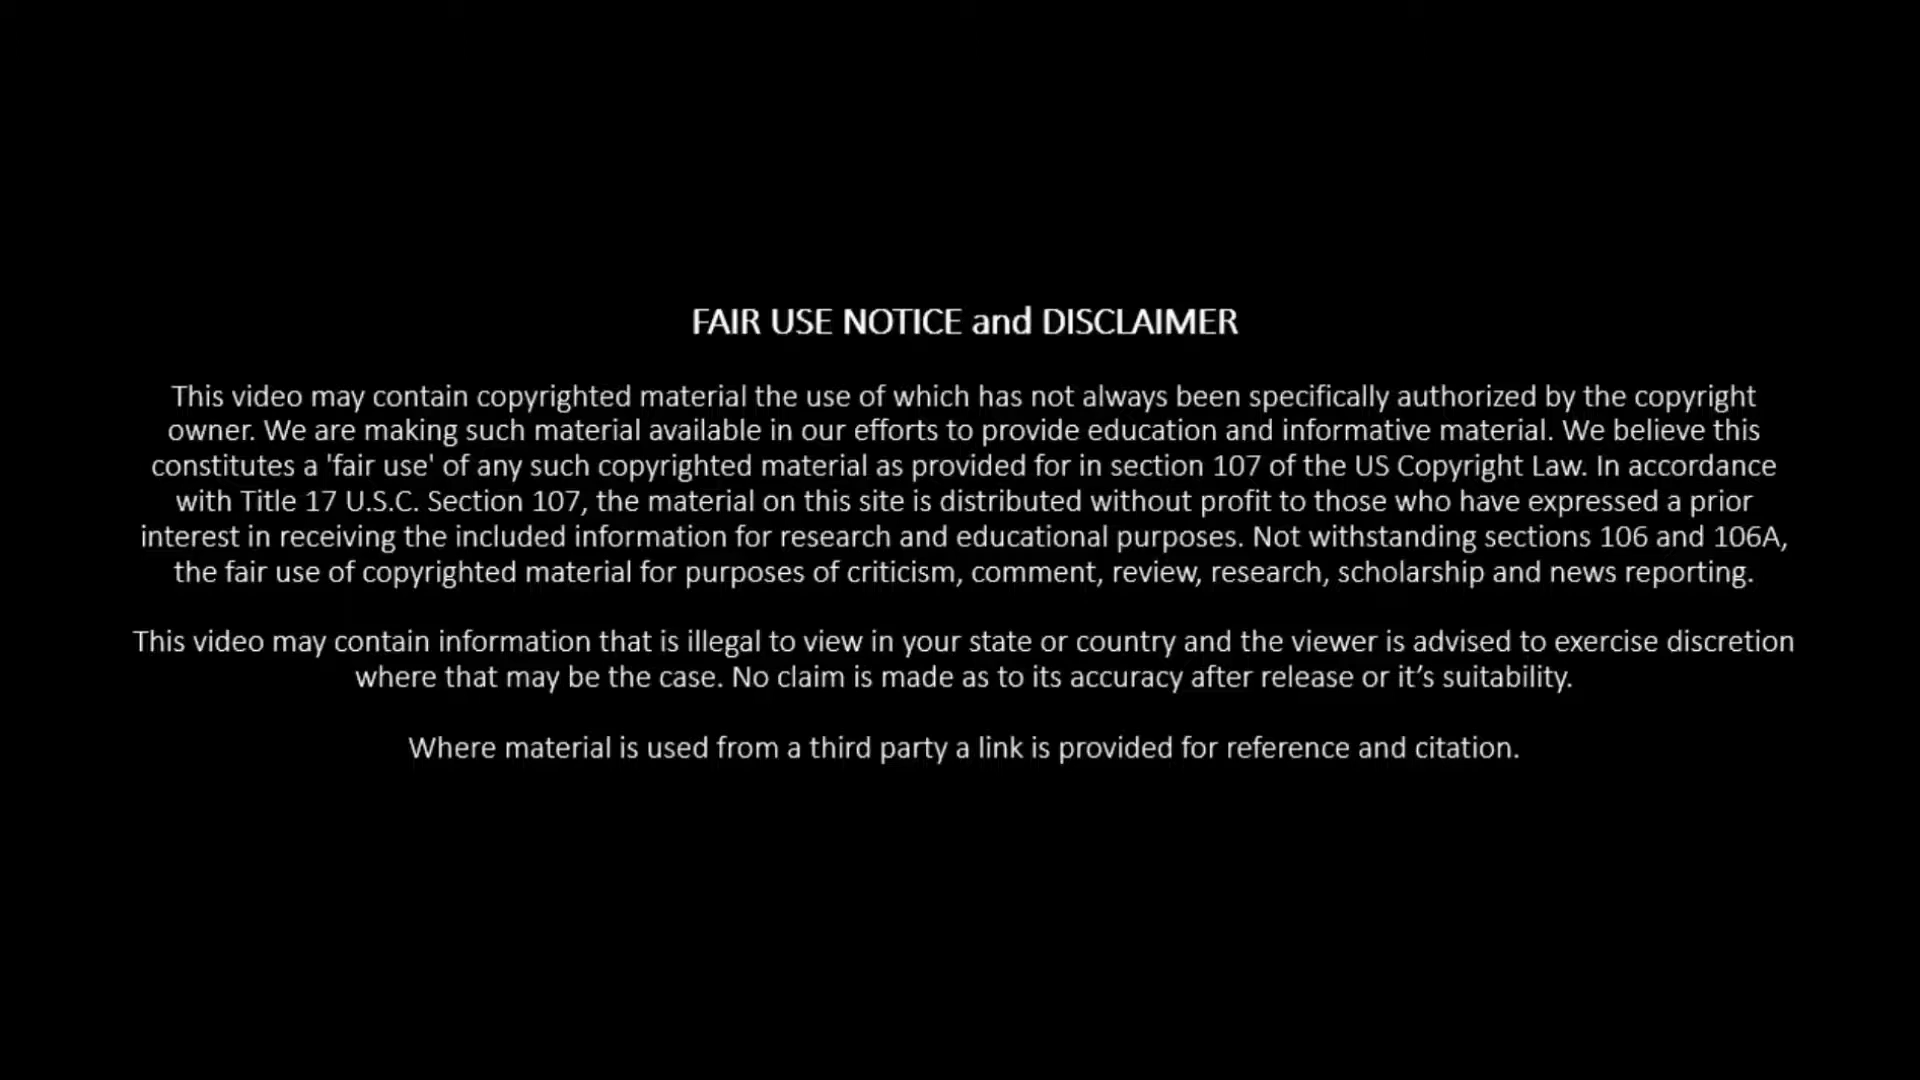 FAIR USE NOTICE and DISCLAIMER
This video may contain copyrighted material the use of which has not always been specifically authorized by the copyright
owner. We are making such material available in our efforts to provide education and informative material. We believe this
constitutes a 'fair use' of any such copyrighted material as provided for in section 107 of the US Copyright Law. In accordance
with Title 17 U.S.C. Section 107, the material on this site is distributed without profit to those who have expressed a prior
interest in receiving the included information for research and educational purposes. Not withstanding sections 106 and 106A,
the fair use of copyrighted material for purposes of criticism, comment, review, research, scholarship and news reporting.
This video may contain information that is illegal to view in your state or country and the viewer is advised to exercise discretion
where that may be the case. No claim is made as to its accuracy after release or it’s suitability.
Where material is used from a third party a link is provided for reference and citation.